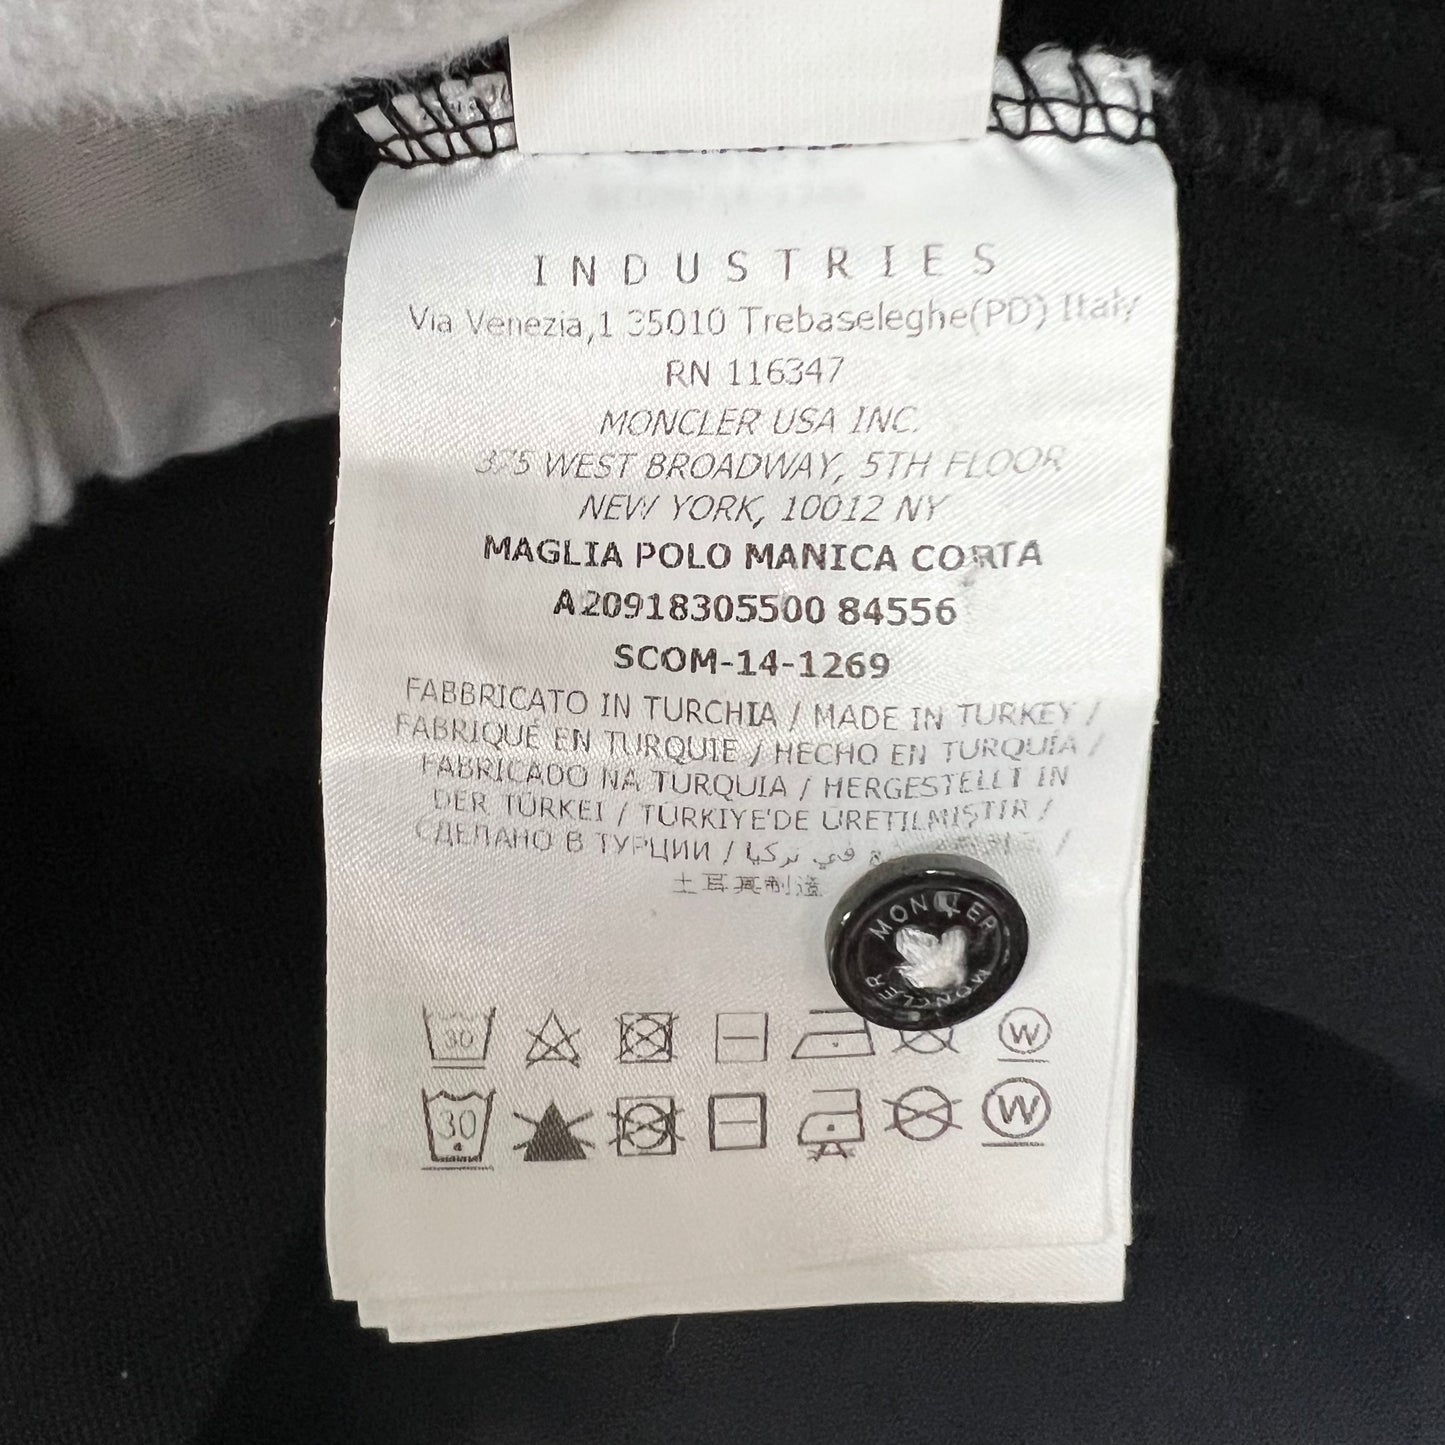 INDUSTRIES
Via Venezia,1 35010 Trebaseleghe(PD) Italy
RN 116347
MONCLER USA INC.
375 WEST BROADWAY, 5TH FLOOR
NEW YORK, 10012 NY
MAGLIA POLO MANICA CORTA
A20918305500 84556
SCOM-14-1269
FABBRICATO IN TURCHIA / MADE IN TURKEY /
FABRIQUÉ EN TURQUIE / HECHO EN TURQUÍA /
FABRICADO NA TURQUIA / HERGESTELLT IN
DER TÜRKEI / TÜRKIYE'DE ÜRETILMIŞTIR /
СДЕЛАНО В ТУРЦИИ / في تركيا /
土耳其制造
MONCLER
MONCLER
30
W
30
W